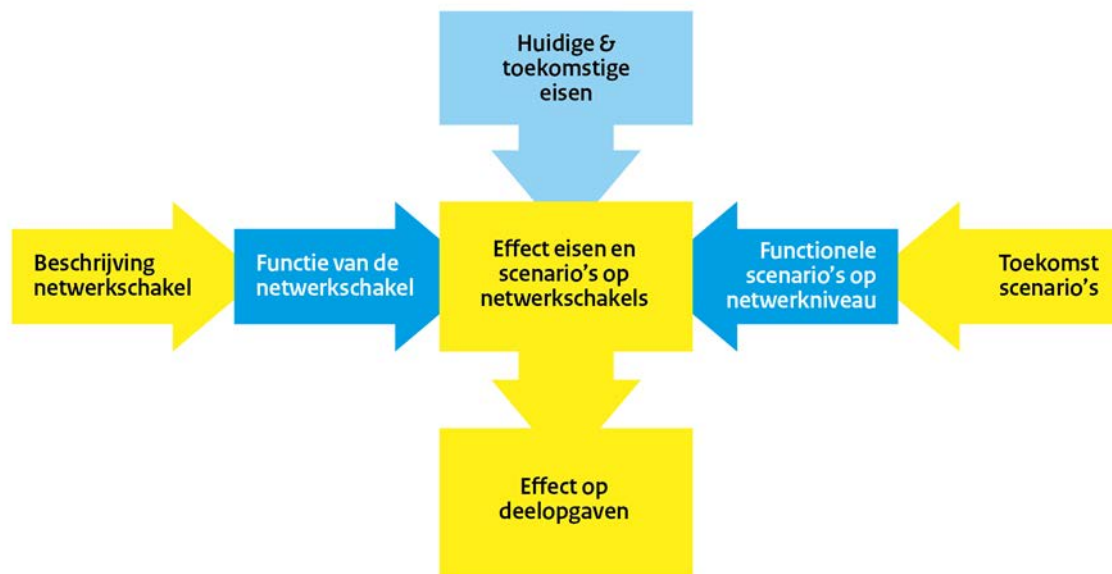 Huidige &
toekomstige
eisen
Beschrijving
netwerkschakel
Functie van de
netwerkschakel
Effect eisen en
scenario's op
netwerkschakels
Functionele
scenario's op
netwerkniveau
Toekomst
scenario's
Effect op
deelopgaven